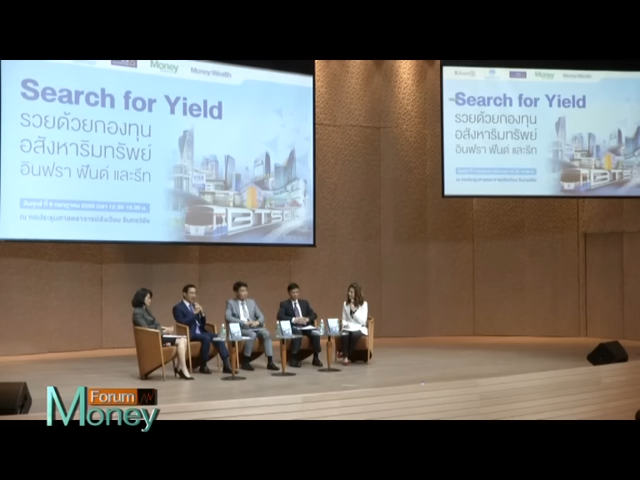 Money
Money Wealth
Search for Yield
รวยด้วยกองทุน
อสังหาริมทรัพย์
อินฟรา ฟันด์ และรีท
BTS
Money
Money Wealth
Search for Yield
รวยด้วยกองทุน
อสังหาริมทรัพย์
อินฟรา ฟันด์ และรีท
BTS
Forum
Money